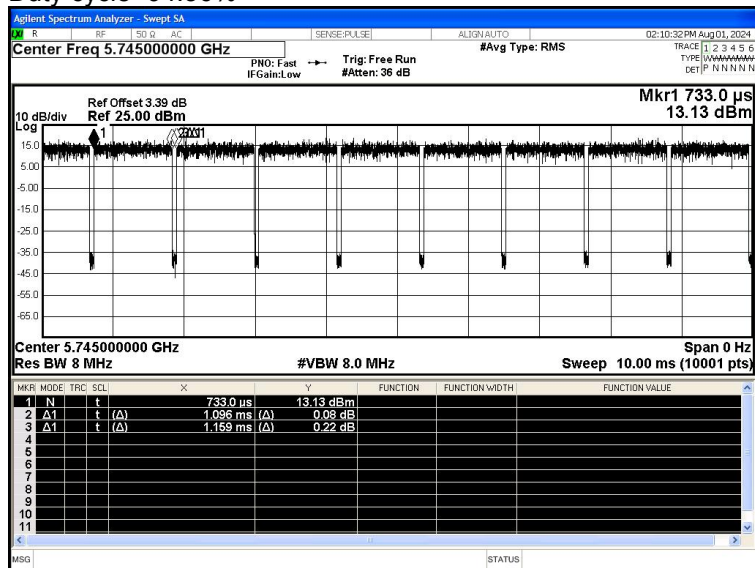 Agilent Spectrum Analyzer - Swept SA
R RF 50 Ω AC SENSE:PULSE ALIGN AUTO 02:10:32 PM Aug 01, 2024
Center Freq 5.745000000 GHz #Avg Type: RMS TRACE 1 2 3 4 5 6
PNO: Fast Trig: Free Run TYPE
IFGain:Low #Atten: 36 dB DET P N N N N N
Mkr1 733.0 µs
Ref Offset 3.39 dB
10 dB/div Ref 25.00 dBm 13.13 dBm
Log
1
15.0
5.00
-5.00
-15.0
-25.0
-35.0
-45.0
-55.0
-65.0
Center 5.745000000 GHz Span 0 Hz
Res BW 8 MHz #VBW 8.0 MHz Sweep 10.00 ms (10001 pts)
MKR MODE TRC SCL X Y FUNCTION FUNCTION WIDTH FUNCTION VALUE
1 N t 733.0 µs 13.13 dBm
2 Δ1 t (Δ) 1.096 ms (Δ) 0.08 dB
3 Δ1 t (Δ) 1.159 ms (Δ) 0.22 dB
4
5
6
7
8
9
10
11
MSG STATUS